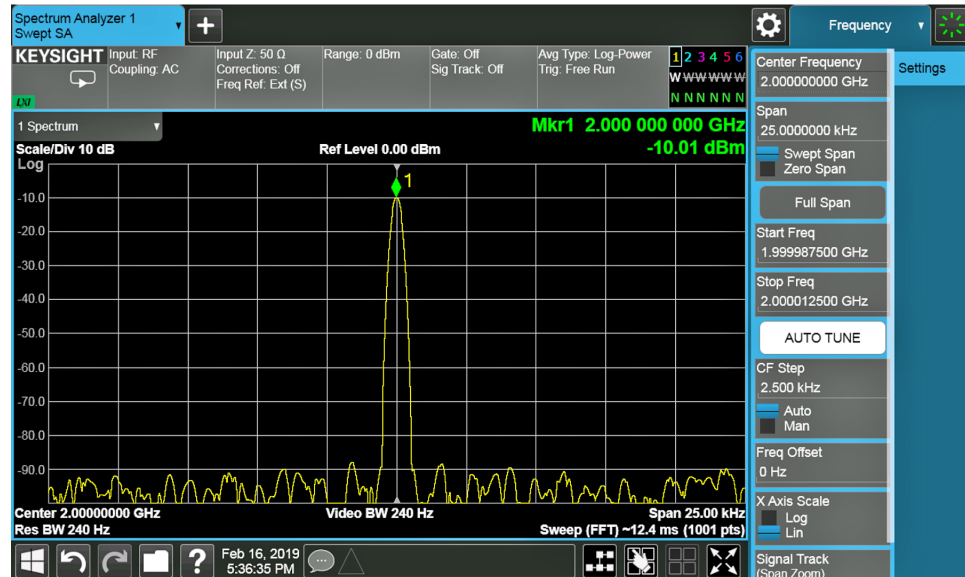 Spectrum Analyzer 1
Swept SA
+
Frequency
KEYSIGHT
Input: RF
Coupling: AC
Input Z: 50 Ω
Corrections: Off
Freq Ref: Ext (S)
Range: 0 dBm
Gate: Off
Sig Track: Off
Avg Type: Log-Power
Trig: Free Run
1 2 3 4 5 6
W W W W W W
N N N N N N
LXI
1 Spectrum
Mkr1 2.000 000 000 GHz
Scale/Div 10 dB
Ref Level 0.00 dBm
-10.01 dBm
Log
1
-10.0
-20.0
-30.0
-40.0
-50.0
-60.0
-70.0
-80.0
-90.0
Center 2.00000000 GHz
Video BW 240 Hz
Span 25.00 kHz
Res BW 240 Hz
Sweep (FFT) ~12.4 ms (1001 pts)
?
Feb 16, 2019
5:36:35 PM
Center Frequency
2.000000000 GHz
Settings
Span
25.0000000 kHz
Swept Span
Zero Span
Full Span
Start Freq
1.999987500 GHz
Stop Freq
2.000012500 GHz
AUTO TUNE
CF Step
2.500 kHz
Auto
Man
Freq Offset
0 Hz
X Axis Scale
Log
Lin
Signal Track
(Span Zoom)